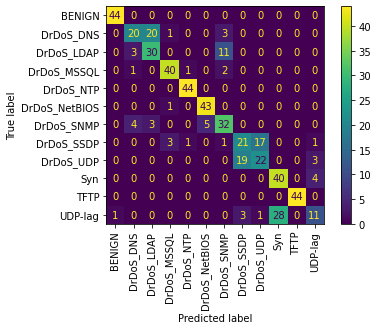 BENIGN 44 0 0 0 0 0 0 0 0 0 0 0
DrDoS_DNS 0 20 20 1 0 0 3 0 0 0 0 0
DrDoS_LDAP 0 3 30 0 0 0 11 0 0 0 0 0
DrDoS_MSSQL 0 1 0 40 1 0 2 0 0 0 0 0
DrDoS_NTP 0 0 0 0 44 0 0 0 0 0 0 0
DrDoS_NetBIOS 0 0 0 1 0 43 0 0 0 0 0 0
DrDoS_SNMP 0 4 3 0 0 5 32 0 0 0 0 0
DrDoS_SSDP 0 0 0 3 1 0 1 21 17 0 0 1
DrDoS_UDP 0 0 0 0 0 0 0 19 22 0 0 3
Syn 0 0 0 0 0 0 0 0 0 40 0 4
TFTP 0 0 0 0 0 0 0 0 0 0 44 0
UDP-lag 1 0 0 0 0 0 0 3 1 28 0 11
True label
BENIGN
DrDoS_DNS
DrDoS_LDAP
DrDoS_MSSQL
DrDoS_NTP
DrDoS_NetBIOS
DrDoS_SNMP
DrDoS_SSDP
DrDoS_UDP
Syn
TFTP
UDP-lag
Predicted label
40
35
30
25
20
15
10
5
0